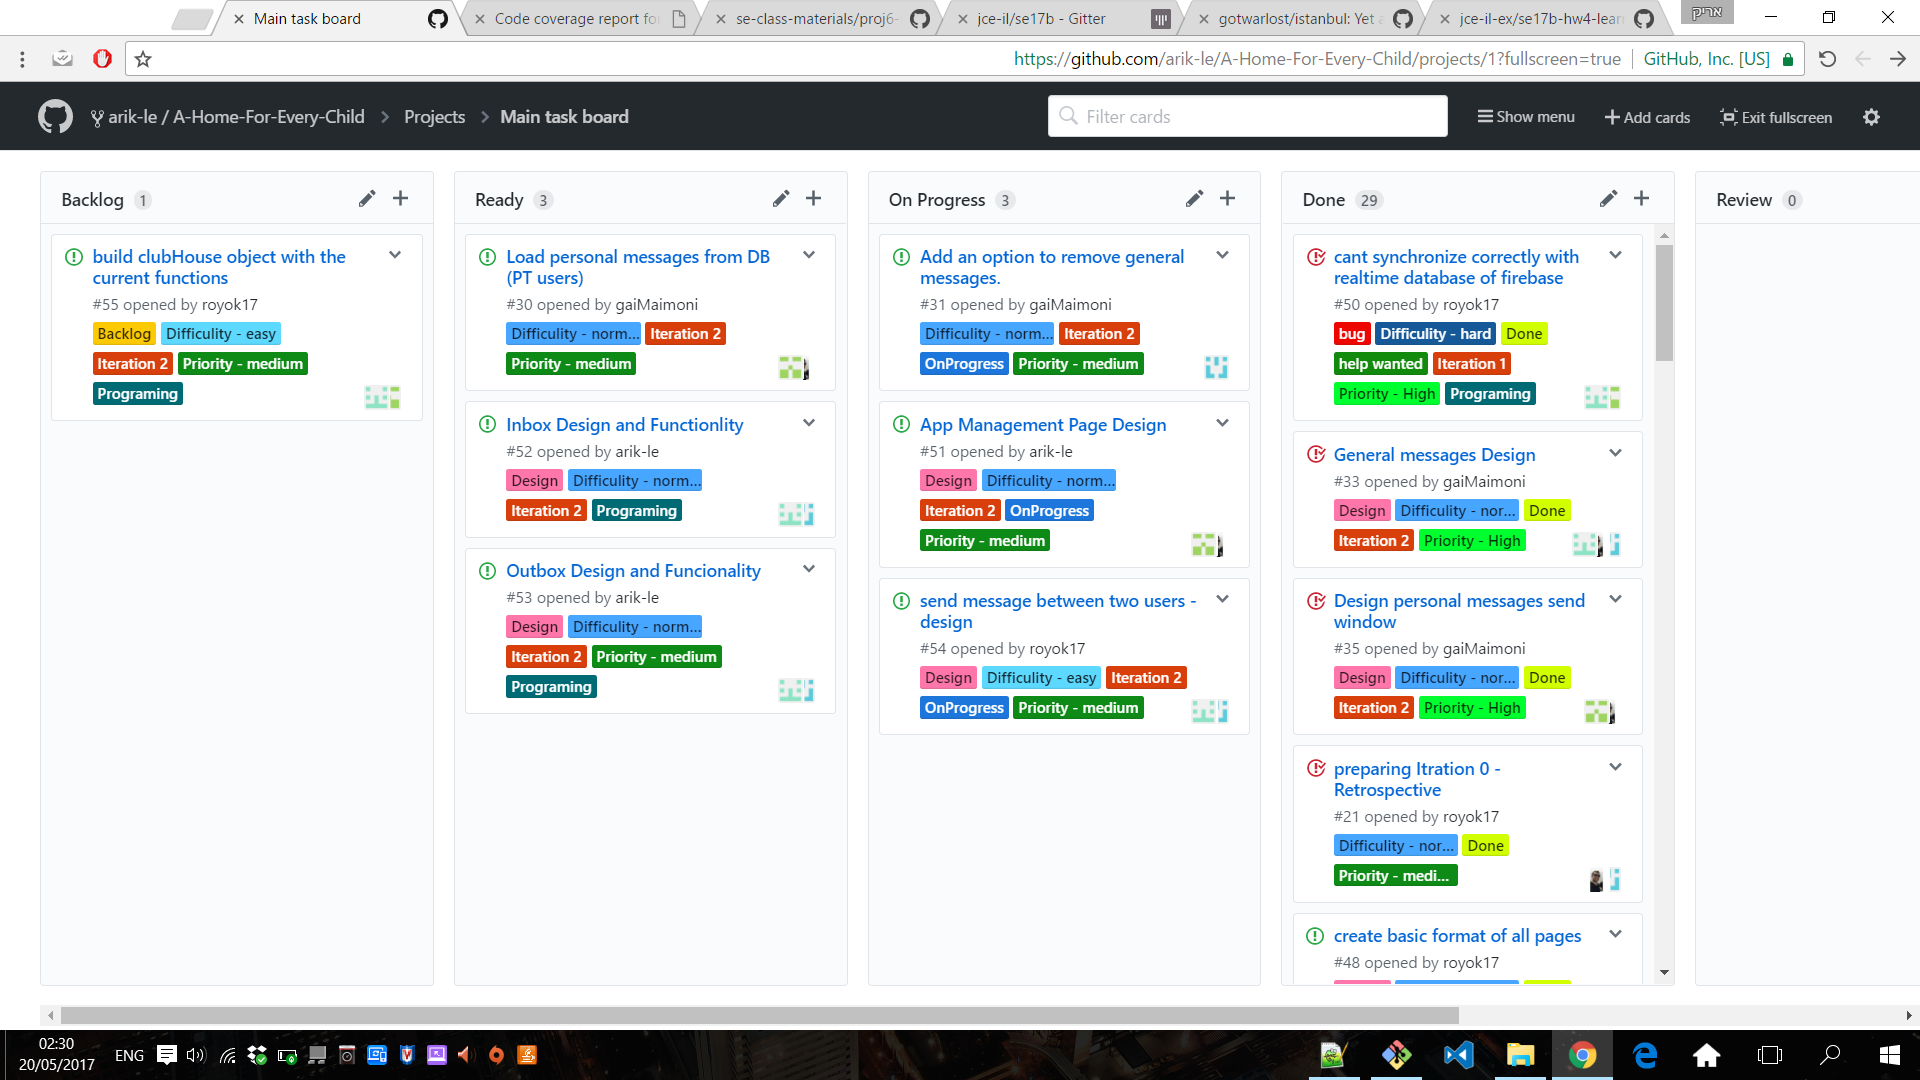 Main task board
Code coverage report fo
se-class-materials/proj6-
jce-il/se17b - Gitter
gotwarlost/istanbul: Yet a
jce-il-ex/se17b-hw4-lear
אריק
https://github.com/arik-le/A-Home-For-Every-Child/projects/1?fullscreen=true
GitHub, Inc. [US]
arik-le / A-Home-For-Every-Child
Projects
Main task board
Filter cards
Show menu
Add cards
Exit fullscreen
Backlog 1
build clubHouse object with the
current functions
#55 opened by royok17
Backlog Difficulity - easy
Iteration 2 Priority - medium
Programing
Ready 3
Load personal messages from DB
(PT users)
#30 opened by gaiMaimoni
Difficulity - norm... Iteration 2
Priority - medium
Inbox Design and Functionlity
#52 opened by arik-le
Design Difficulity - norm...
Iteration 2 Programing
Outbox Design and Funcionality
#53 opened by arik-le
Design Difficulity - norm...
Iteration 2 Priority - medium
Programing
On Progress 3
Add an option to remove general
messages.
#31 opened by gaiMaimoni
Difficulity - norm... Iteration 2
OnProgress Priority - medium
App Management Page Design
#51 opened by arik-le
Design Difficulity - norm...
Iteration 2 OnProgress
Priority - medium
send message between two users -
design
#54 opened by royok17
Design Difficulity - easy Iteration 2
OnProgress Priority - medium
Done 29
cant synchronize correctly with
realtime database of firebase
#50 opened by royok17
bug Difficulity - hard Done
help wanted Iteration 1
Priority - High Programing
General messages Design
#33 opened by gaiMaimoni
Design Difficulity - nor... Done
Iteration 2 Priority - High
Design personal messages send
window
#35 opened by gaiMaimoni
Design Difficulity - nor... Done
Iteration 2 Priority - High
preparing Itration 0 -
Retrospective
#21 opened by royok17
Difficulity - nor... Done
Priority - medi...
create basic format of all pages
#48 opened by royok17
Review 0
02:30
20/05/2017
ENG